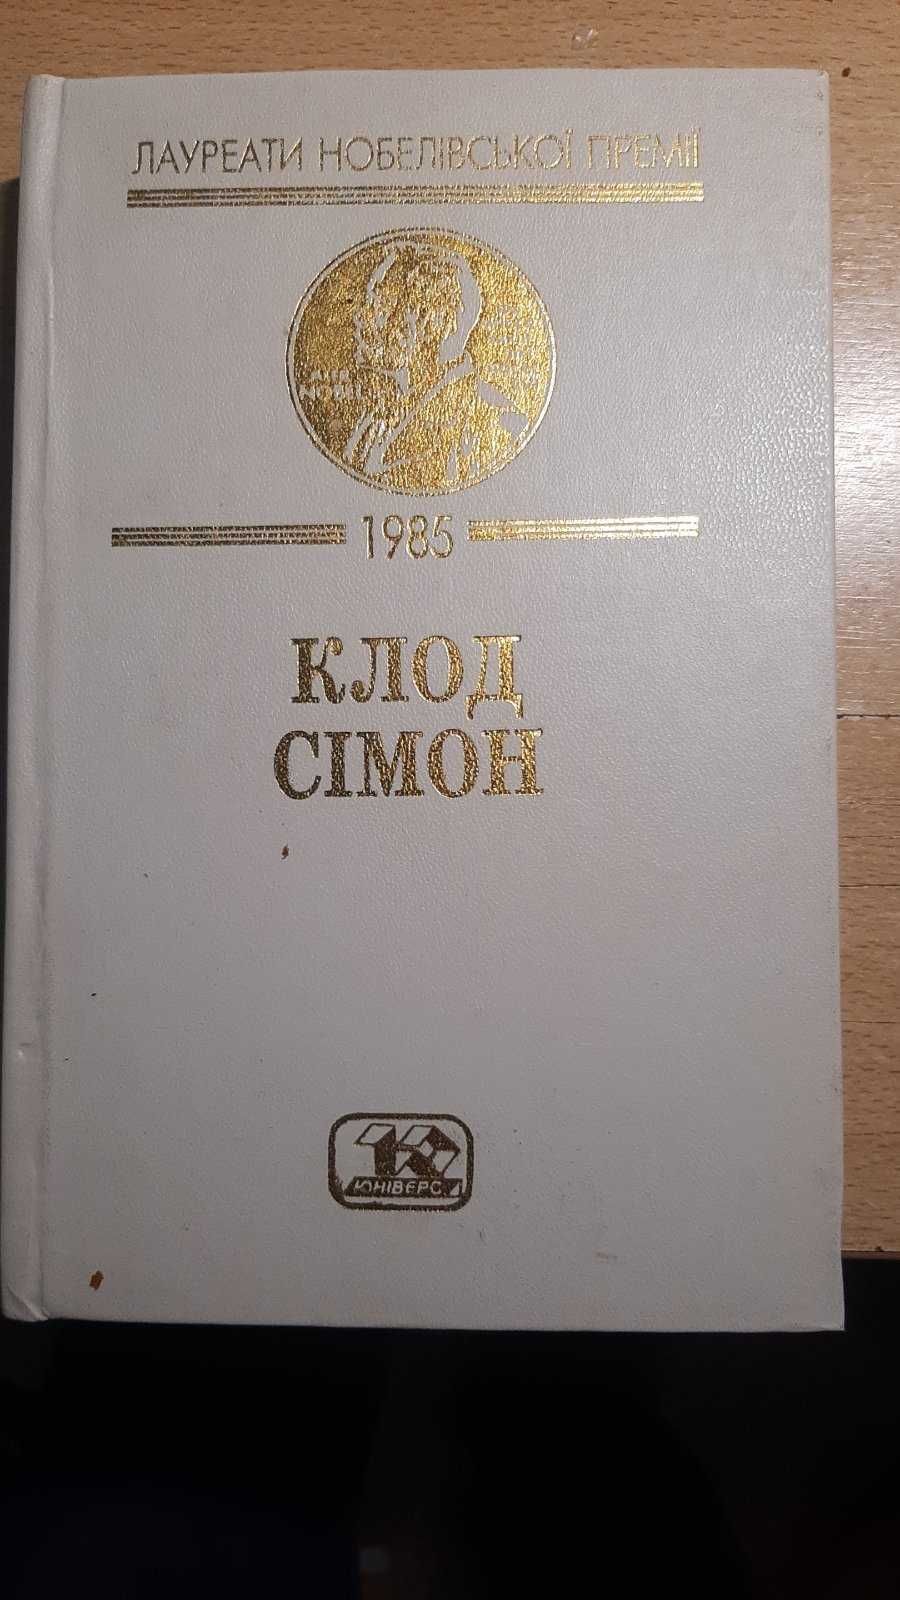 ЛАУРЕАТИ НОБЕЛІВСЬКОЇ ПРЕМІЇ
1985
КЛОД
СІМОН
ЮНІВЕРС